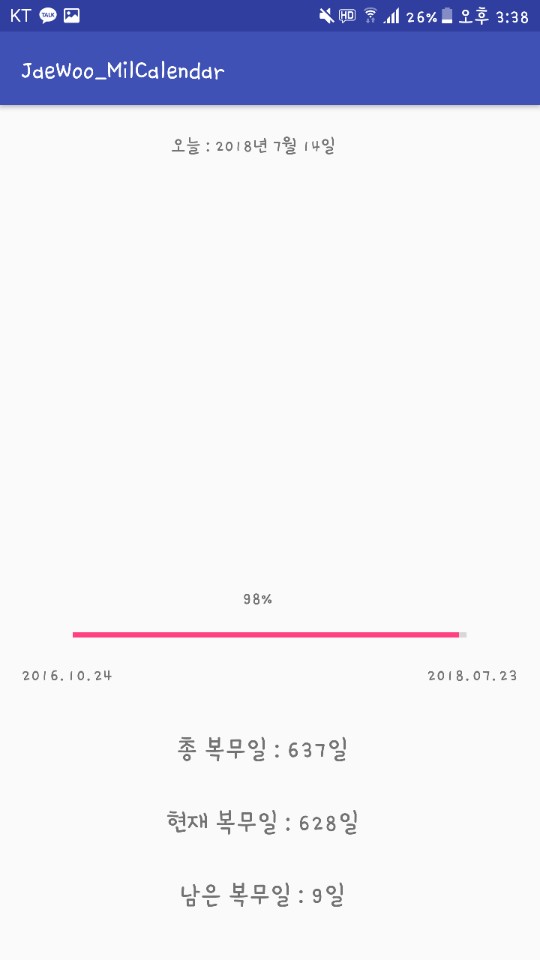 KT TALK HD 26% 오후 3:38
JaeWoo_MilCalendar
오늘 : 2018년 7월 14일
98%
2016.10.24 2018.07.23
총 복무일 : 637일
현재 복무일 : 628일
남은 복무일 : 9일